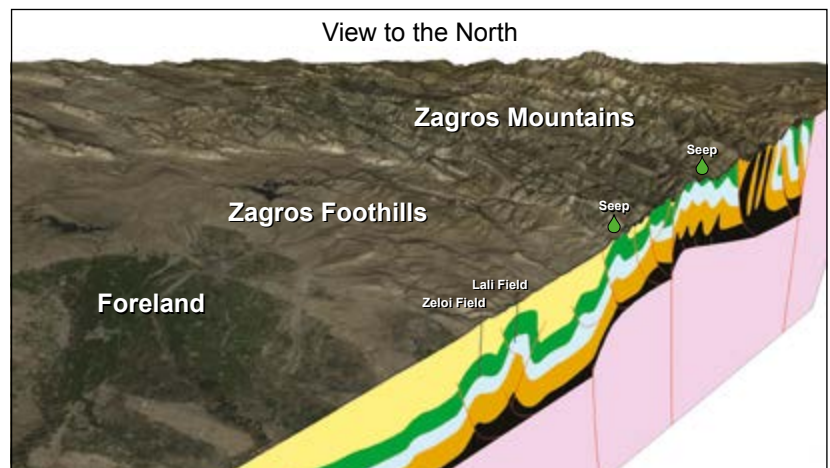 View to the North
Zagros Mountains
Seep
Seep
Zagros Foothills
Lali Field
Zeloi Field
Foreland